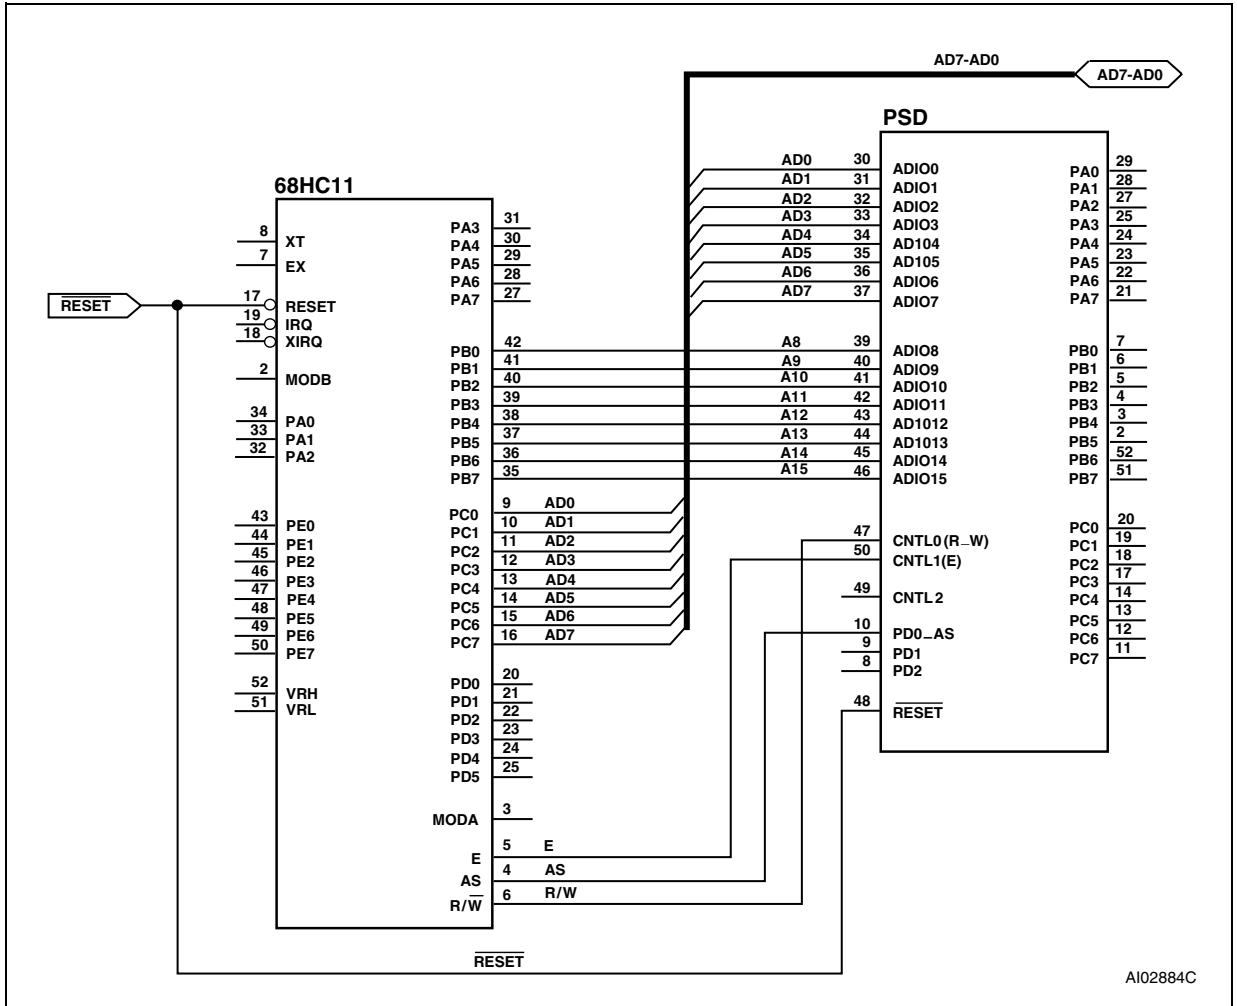 AD7-AD0
AD7-AD0
PSD
68HC11
RESET
8 XT
7 EX
17 RESET
19 IRQ
18 XIRQ
2 MODB
34 PA0
33 PA1
32 PA2
43 PE0
44 PE1
45 PE2
46 PE3
47 PE4
48 PE5
49 PE6
50 PE7
52 VRH
51 VRL
PA3 31
PA4 30
PA5 29
PA6 28
PA7 27
PB0 42
PB1 41
PB2 40
PB3 39
PB4 38
PB5 37
PB6 36
PB7 35
PC0 9 AD0
PC1 10 AD1
PC2 11 AD2
PC3 12 AD3
PC4 13 AD4
PC5 14 AD5
PC6 15 AD6
PC7 16 AD7
PD0 20
PD1 21
PD2 22
PD3 23
PD4 24
PD5 25
MODA 3
E 5 E
AS 4 AS
R/W 6 R/W
AD0 30 ADIO0
AD1 31 ADIO1
AD2 32 ADIO2
AD3 33 ADIO3
AD4 34 AD104
AD5 35 AD105
AD6 36 ADIO6
AD7 37 ADIO7
A8 39 ADIO8
A9 40 ADIO9
A10 41 ADIO10
A11 42 ADIO11
A12 43 AD1012
A13 44 AD1013
A14 45 ADIO14
A15 46 ADIO15
47 CNTL0(R_W)
50 CNTL1(E)
49 CNTL2
10 PD0_AS
9 PD1
8 PD2
48 RESET
PA0 29
PA1 28
PA2 27
PA3 25
PA4 24
PA5 23
PA6 22
PA7 21
PB0 7
PB1 6
PB2 5
PB3 4
PB4 3
PB5 2
PB6 52
PB7 51
PC0 20
PC1 19
PC2 18
PC3 17
PC4 14
PC5 13
PC6 12
PC7 11
RESET
AI02884C